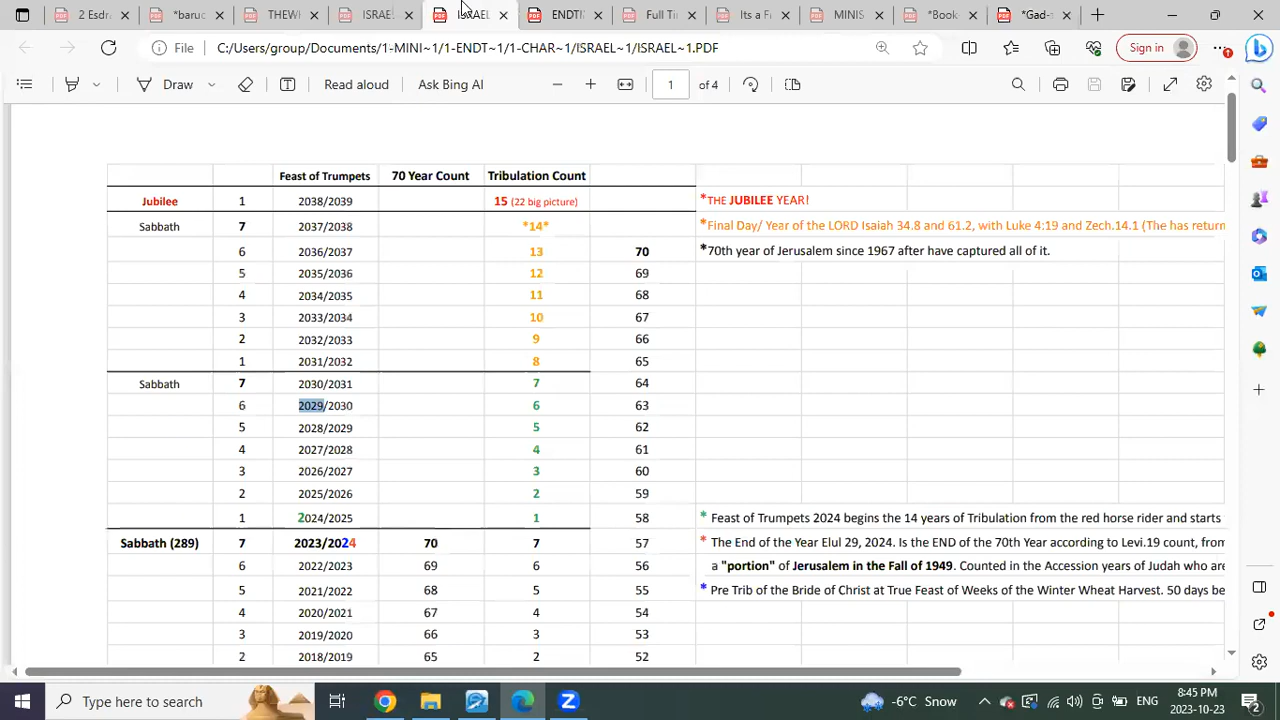 2 Esdra
*baruc
THEWH
ISRAEL
ISRAEL
ENDTI
Full Tir
Its a F
MINIS
*Book
*Gad-t
File
C:/Users/group/Documents/1-MINI~1/1-ENDT~1/1-CHAR~1/ISRAEL~1/ISRAEL~1.PDF
Sign in
Draw
Read aloud
Ask Bing AI
1 of 4
Feast of Trumpets 70 Year Count Tribulation Count
Jubilee 1 2038/2039 15 (22 big picture) *THE JUBILEE YEAR!
Sabbath 7 2037/2038 *14* *Final Day/ Year of the LORD Isaiah 34.8 and 61.2, with Luke 4:19 and Zech.14.1 (The has return
6 2036/2037 13 70 *70th year of Jerusalem since 1967 after have captured all of it.
5 2035/2036 12 69
4 2034/2035 11 68
3 2033/2034 10 67
2 2032/2033 9 66
1 2031/2032 8 65
Sabbath 7 2030/2031 7 64
6 2029/2030 6 63
5 2028/2029 5 62
4 2027/2028 4 61
3 2026/2027 3 60
2 2025/2026 2 59
1 2024/2025 1 58 * Feast of Trumpets 2024 begins the 14 years of Tribulation from the red horse rider and starts
Sabbath (289) 7 2023/2024 70 7 57 * The End of the Year Elul 29, 2024. Is the END of the 70th Year according to Levi.19 count, from
6 2022/2023 69 6 56 a "portion" of Jerusalem in the Fall of 1949. Counted in the Accession years of Judah who are
5 2021/2022 68 5 55 * Pre Trib of the Bride of Christ at True Feast of Weeks of the Winter Wheat Harvest. 50 days be
4 2020/2021 67 4 54
3 2019/2020 66 3 53
2 2018/2019 65 2 52
Type here to search
-6°C Snow
ENG
8:45 PM
2023-10-23
2